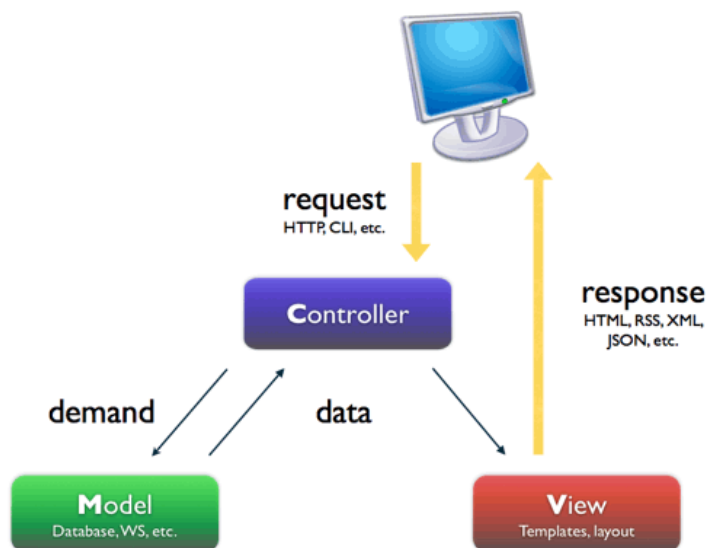 request
HTTP, CLI, etc.
Controller
response
HTML, RSS, XML,
JSON, etc.
demand
data
Model
Database, WS, etc.
View
Templates, layout